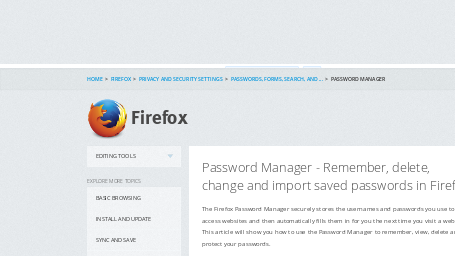 HOME > FIREFOX > PRIVACY AND SECURITY SETTINGS > PASSWORDS, FORMS, SEARCH, AND... > PASSWORD MANAGER
Firefox
EDITING TOOLS
EXPLORE MORE TOPICS
BASIC BROWSING
INSTALL AND UPDATE
SYNC AND SAVE
Password Manager - Remember, delete,
change and import saved passwords in Firef
The Firefox Password Manager securely stores the usernames and passwords you use to
access websites and then automatically fills them in for you the next time you visit a web
This article will show you how to use the Password Manager to remember, view, delete a
protect your passwords.